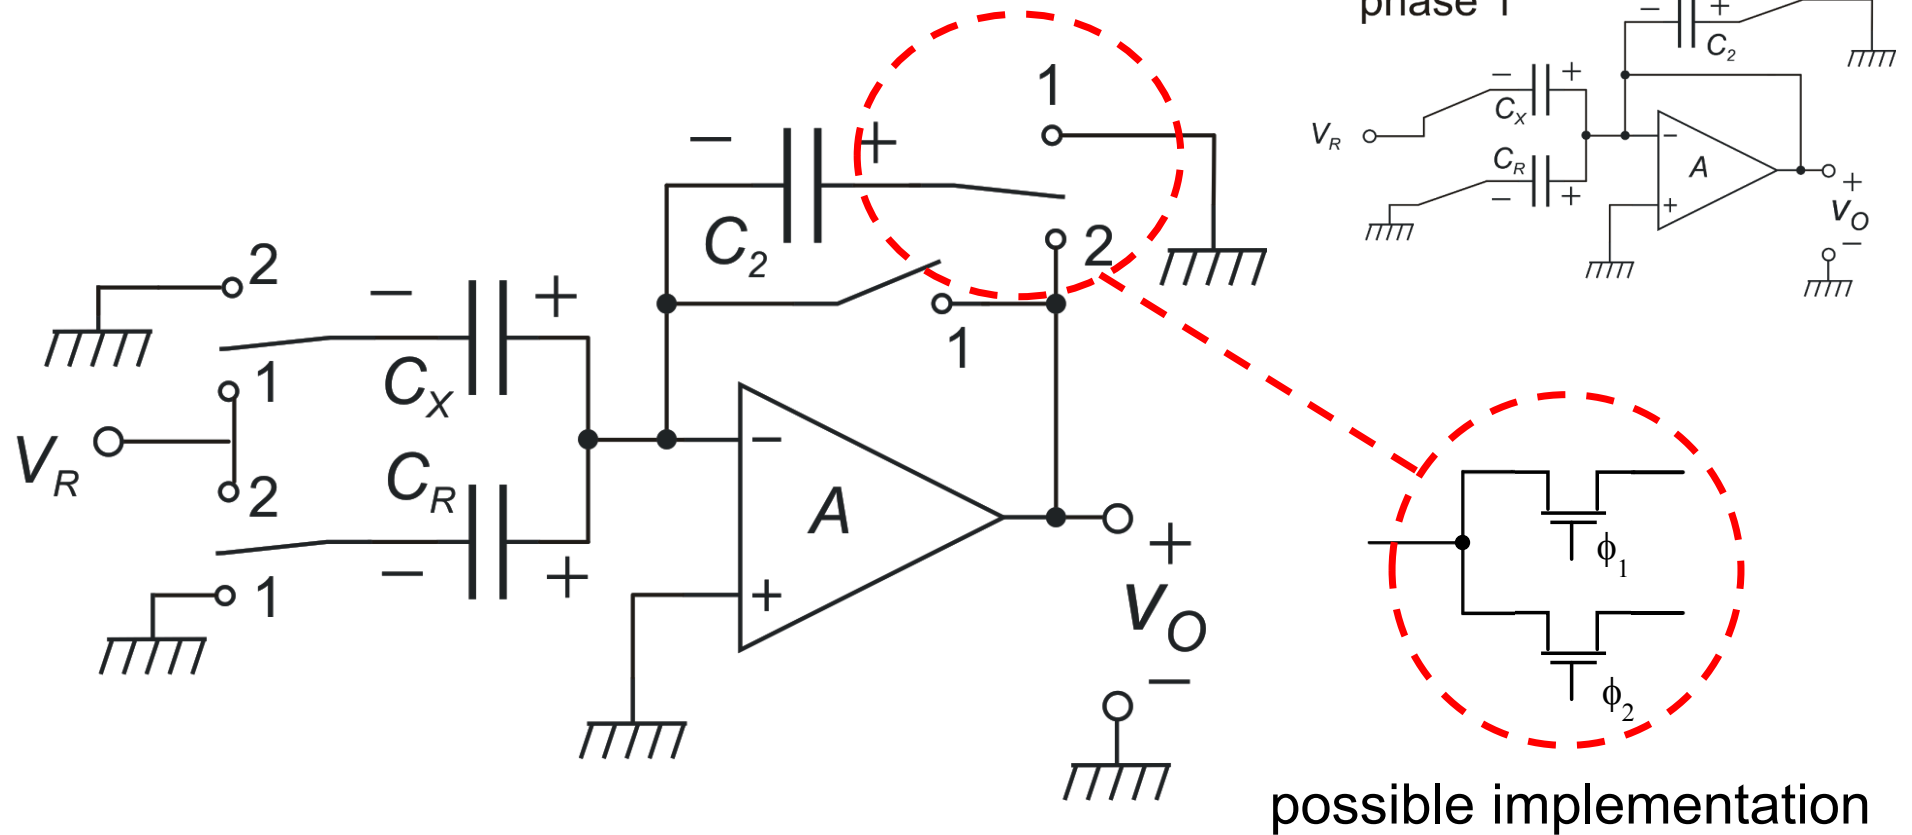 phase 1
− +
C2
− +
CX
VR
CR
− +
−
A
+
+
vO
−
1
− +
C2
2
2
− +
1
1
CX
VR
CR
2
− +
1
−
A
+
+
vO
−
ϕ1
ϕ2
possible implementation